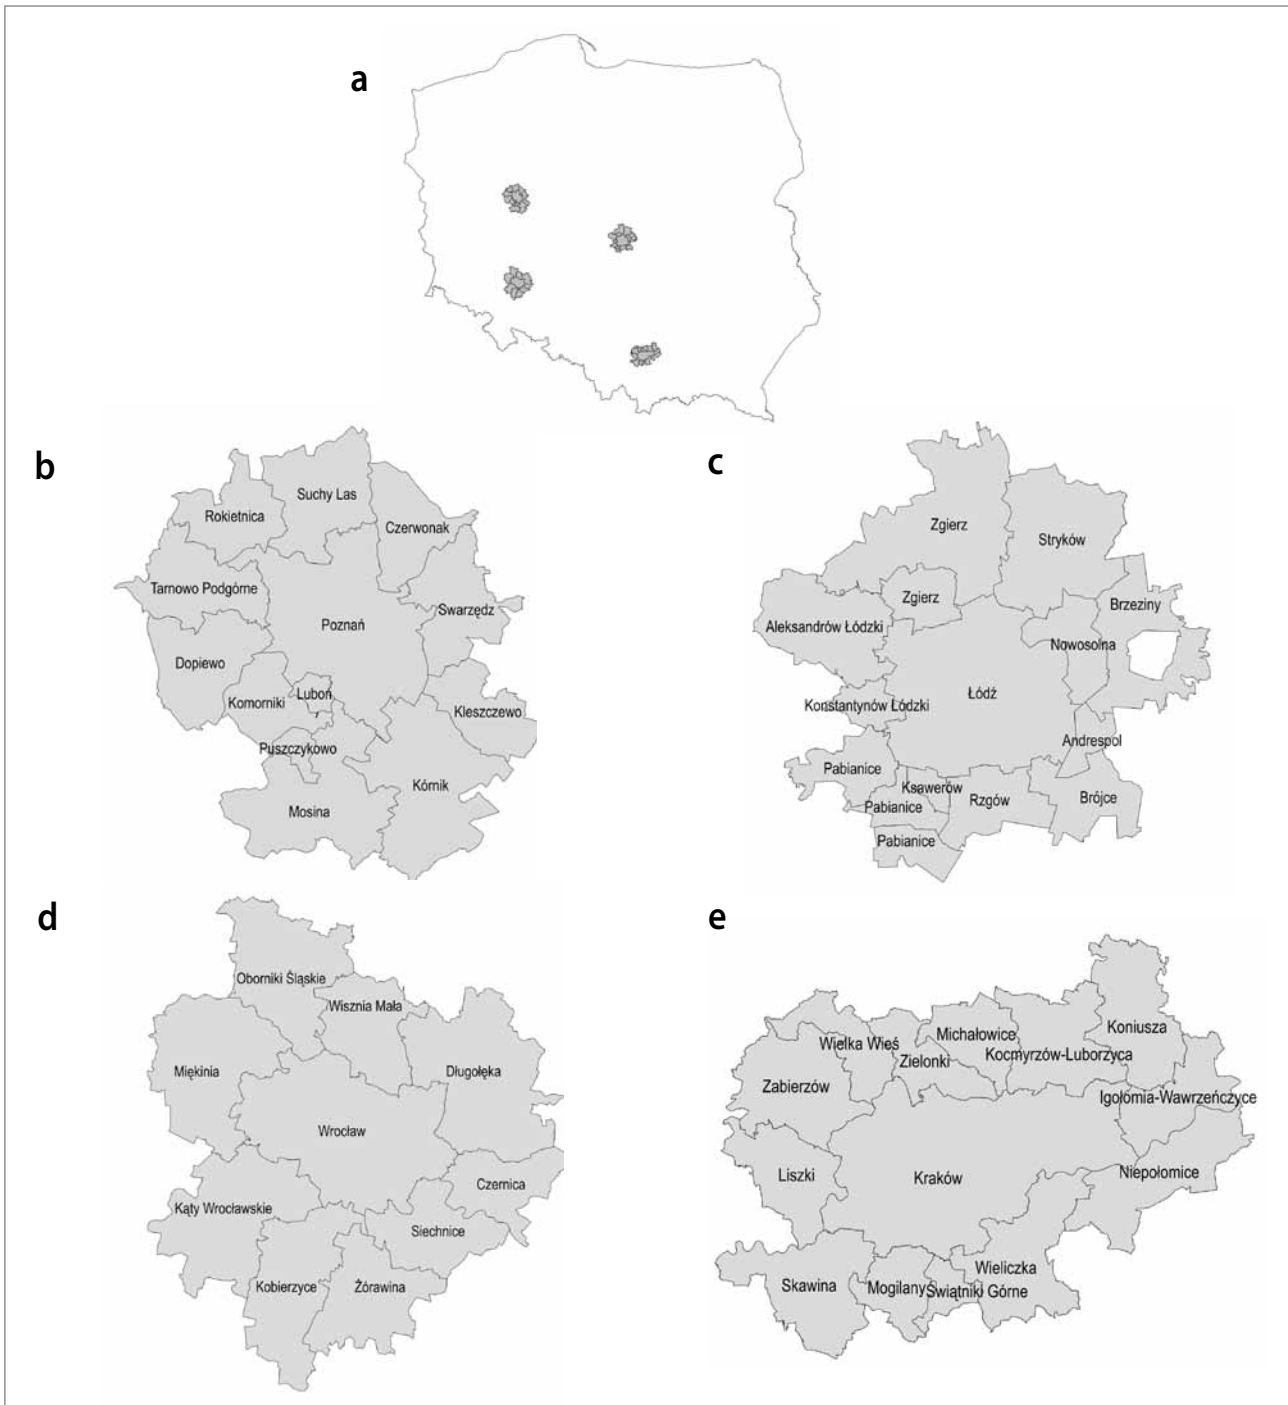 a
b
Suchy Las
Rokietnica
Czerwonak
Tarnowo Podgórne
Swarzędz
Poznań
Dopiewo
Luboń
Komorniki
Kleszczewo
Puszczykowo
Kórnik
Mosina
c
Zgierz
Stryków
Zgierz
Brzeziny
Aleksandrów Łódzki
Nowosolna
Łódź
Konstantynów Łódzki
Andrespol
Pabianice
Ksawerów
Brójce
Rzgów
Pabianice
Pabianice
d
Oborniki Śląskie
Wisznia Mała
Miękinia
Długołęka
Wrocław
Czernica
Kąty Wrocławskie
Siechnice
Kobierzyce
Żórawina
e
Koniusza
Michałowice
Wielka Wieś
Kocmyrzów-Luborzyca
Zielonki
Zabierzów
Igołomia-Wawrzeńczyce
Niepołomice
Liszki
Kraków
Wieliczka
Skawina
Mogilany
Świątniki Górne